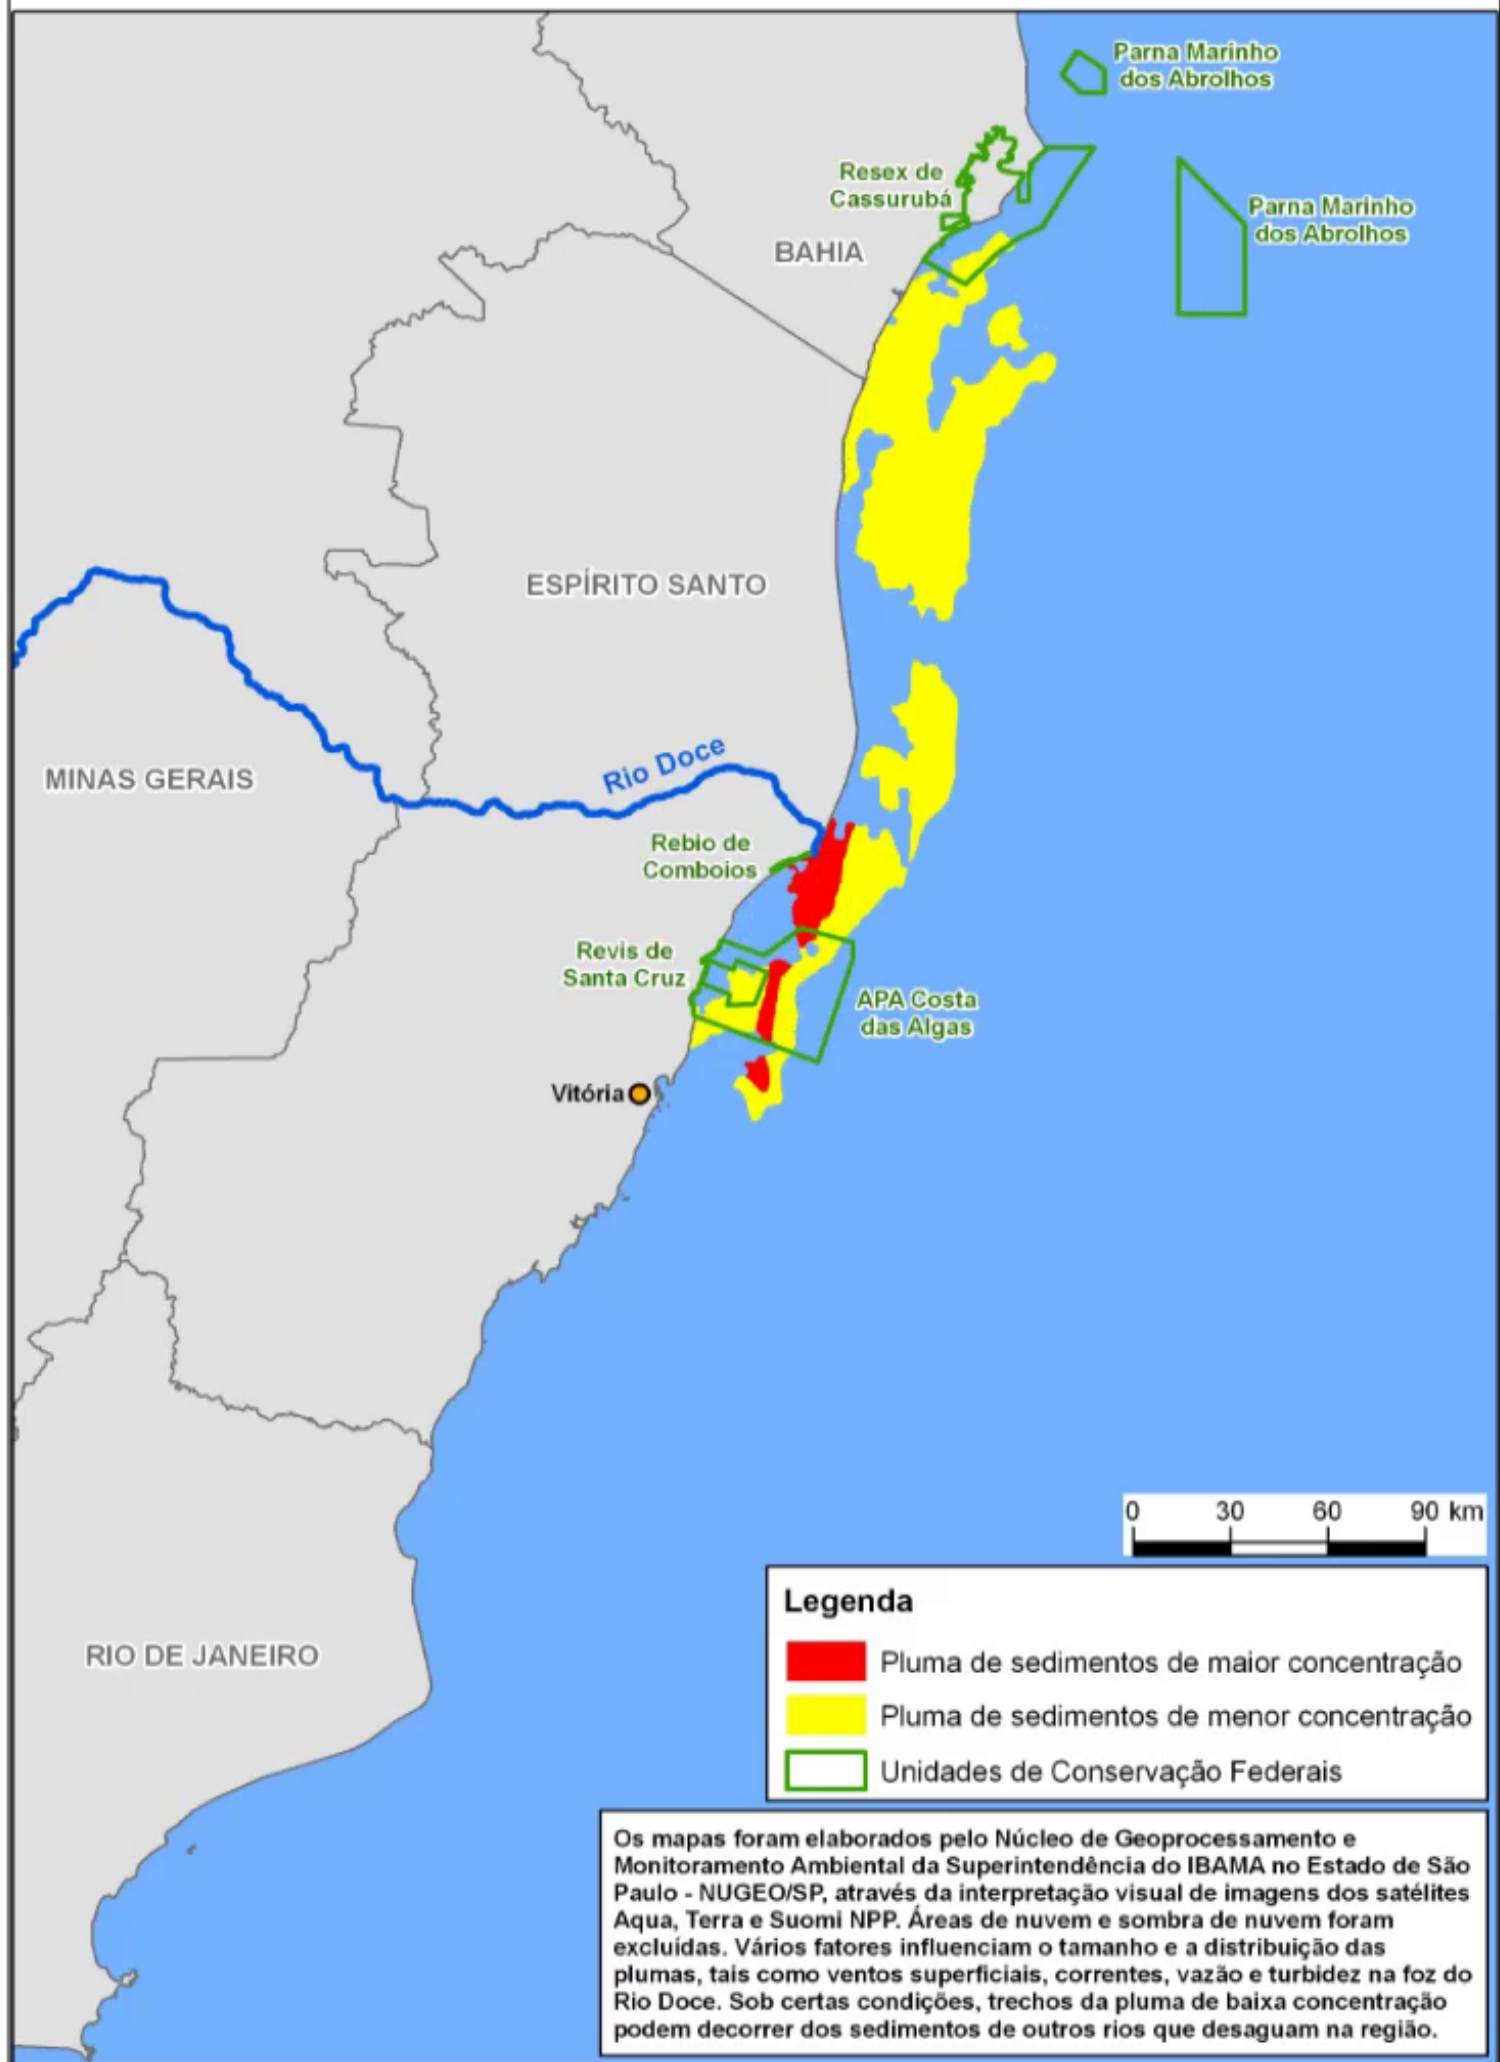 Parna Marinho
dos Abrolhos
Resex de
Cassurubá
Parna Marinho
dos Abrolhos
BAHIA
ESPÍRITO SANTO
Rio Doce
MINAS GERAIS
Rebio de
Comboios
Revis de
Santa Cruz
APA Costa
das Algas
Vitória
0 30 60 90 km
RIO DE JANEIRO
Legenda
Pluma de sedimentos de maior concentração
Pluma de sedimentos de menor concentração
Unidades de Conservação Federais
Os mapas foram elaborados pelo Núcleo de Geoprocessamento e
Monitoramento Ambiental da Superintendência do IBAMA no Estado de São
Paulo - NUGEO/SP, através da interpretação visual de imagens dos satélites
Aqua, Terra e Suomi NPP. Áreas de nuvem e sombra de nuvem foram
excluídas. Vários fatores influenciam o tamanho e a distribuição das
plumas, tais como ventos superficiais, correntes, vazão e turbidez na foz do
Rio Doce. Sob certas condições, trechos da pluma de baixa concentração
podem decorrer dos sedimentos de outros rios que desaguam na região.